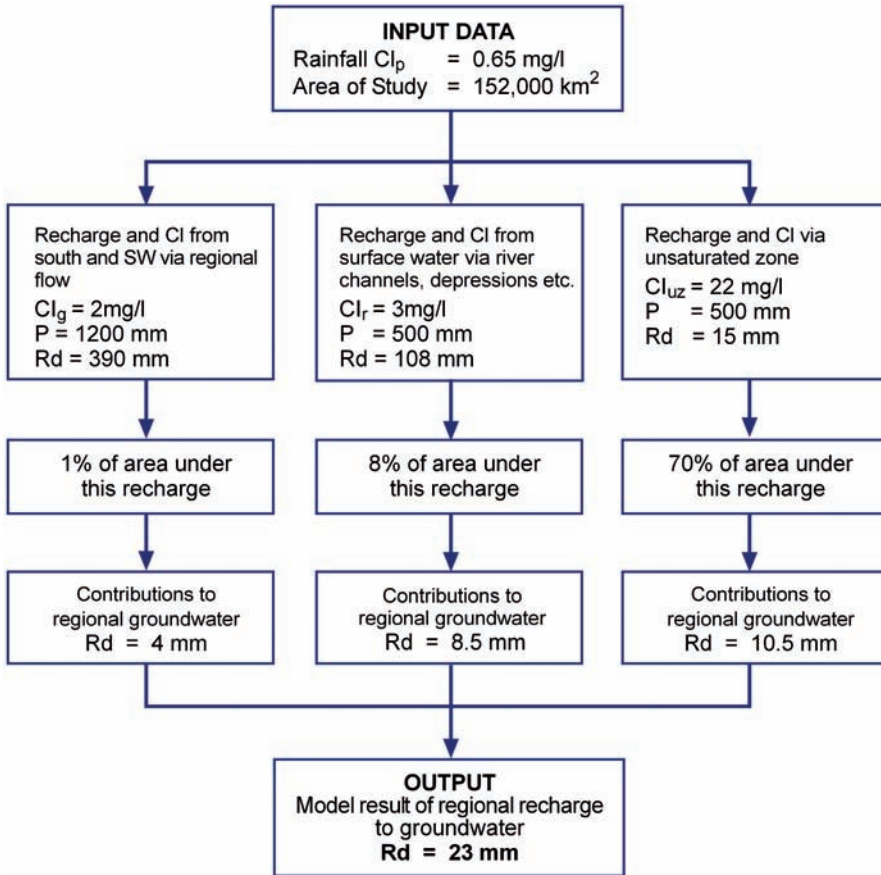 INPUT DATA
Rainfall Clp = 0.65 mg/l
Area of Study = 152,000 km²
Recharge and Cl from
south and SW via regional
flow
Clg = 2mg/l
P = 1200 mm
Rd = 390 mm
Recharge and Cl from
surface water via river
channels, depressions etc.
Clr = 3mg/l
P = 500 mm
Rd = 108 mm
Recharge and Cl via
unsaturated zone
Cluz = 22 mg/l
P = 500 mm
Rd = 15 mm
1% of area under
this recharge
8% of area under
this recharge
70% of area under
this recharge
Contributions to
regional groundwater
Rd = 4 mm
Contributions to
regional groundwater
Rd = 8.5 mm
Contributions to
regional groundwater
Rd = 10.5 mm
OUTPUT
Model result of regional recharge
to groundwater
Rd = 23 mm